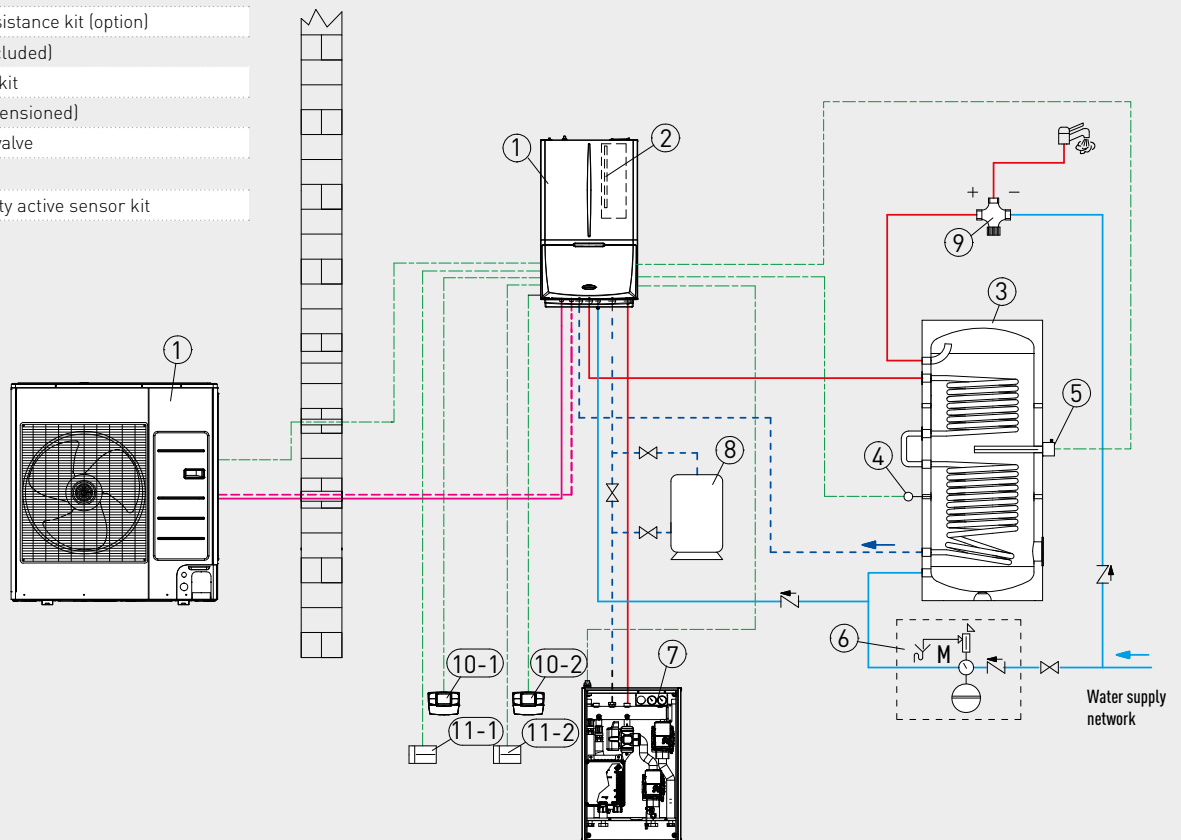 sistance kit (option)
cluded)
kit
ensioned)
valve
ty active sensor kit
1
2
+ −
9
3
1
5
4
8
6
M
10-1
10-2
7
11-1
11-2
Water supply
network